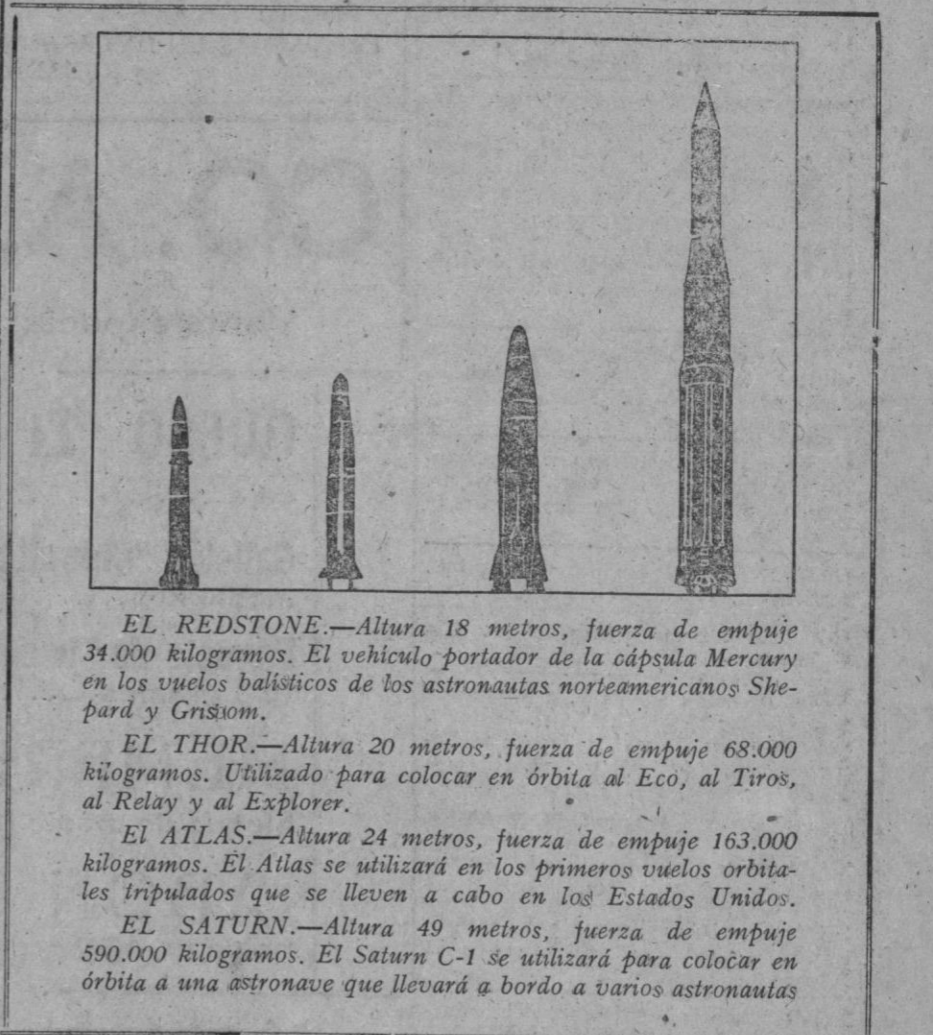 EL REDSTONE.—Altura 18 metros, fuerza de empuje
34.000 kilogramos. El vehículo portador de la cápsula Mercury
en los vuelos balísticos de los astronautas norteamericanos She-
pard y Grissom.
EL THOR.—Altura 20 metros, fuerza de empuje 68.000
kilogramos. Utilizado para colocar en órbita al Eco, al Tiros,
al Relay y al Explorer.
El ATLAS.—Altura 24 metros, fuerza de empuje 163.000
kilogramos. El Atlas se utilizará en los primeros vuelos orbita-
les tripulados que se lleven a cabo en los Estados Unidos.
EL SATURN.—Altura 49 metros, fuerza de empuje
590.000 kilogramos. El Saturn C-1 se utilizará para colocar en
órbita a una astronave que llevará a bordo a varios astronautas